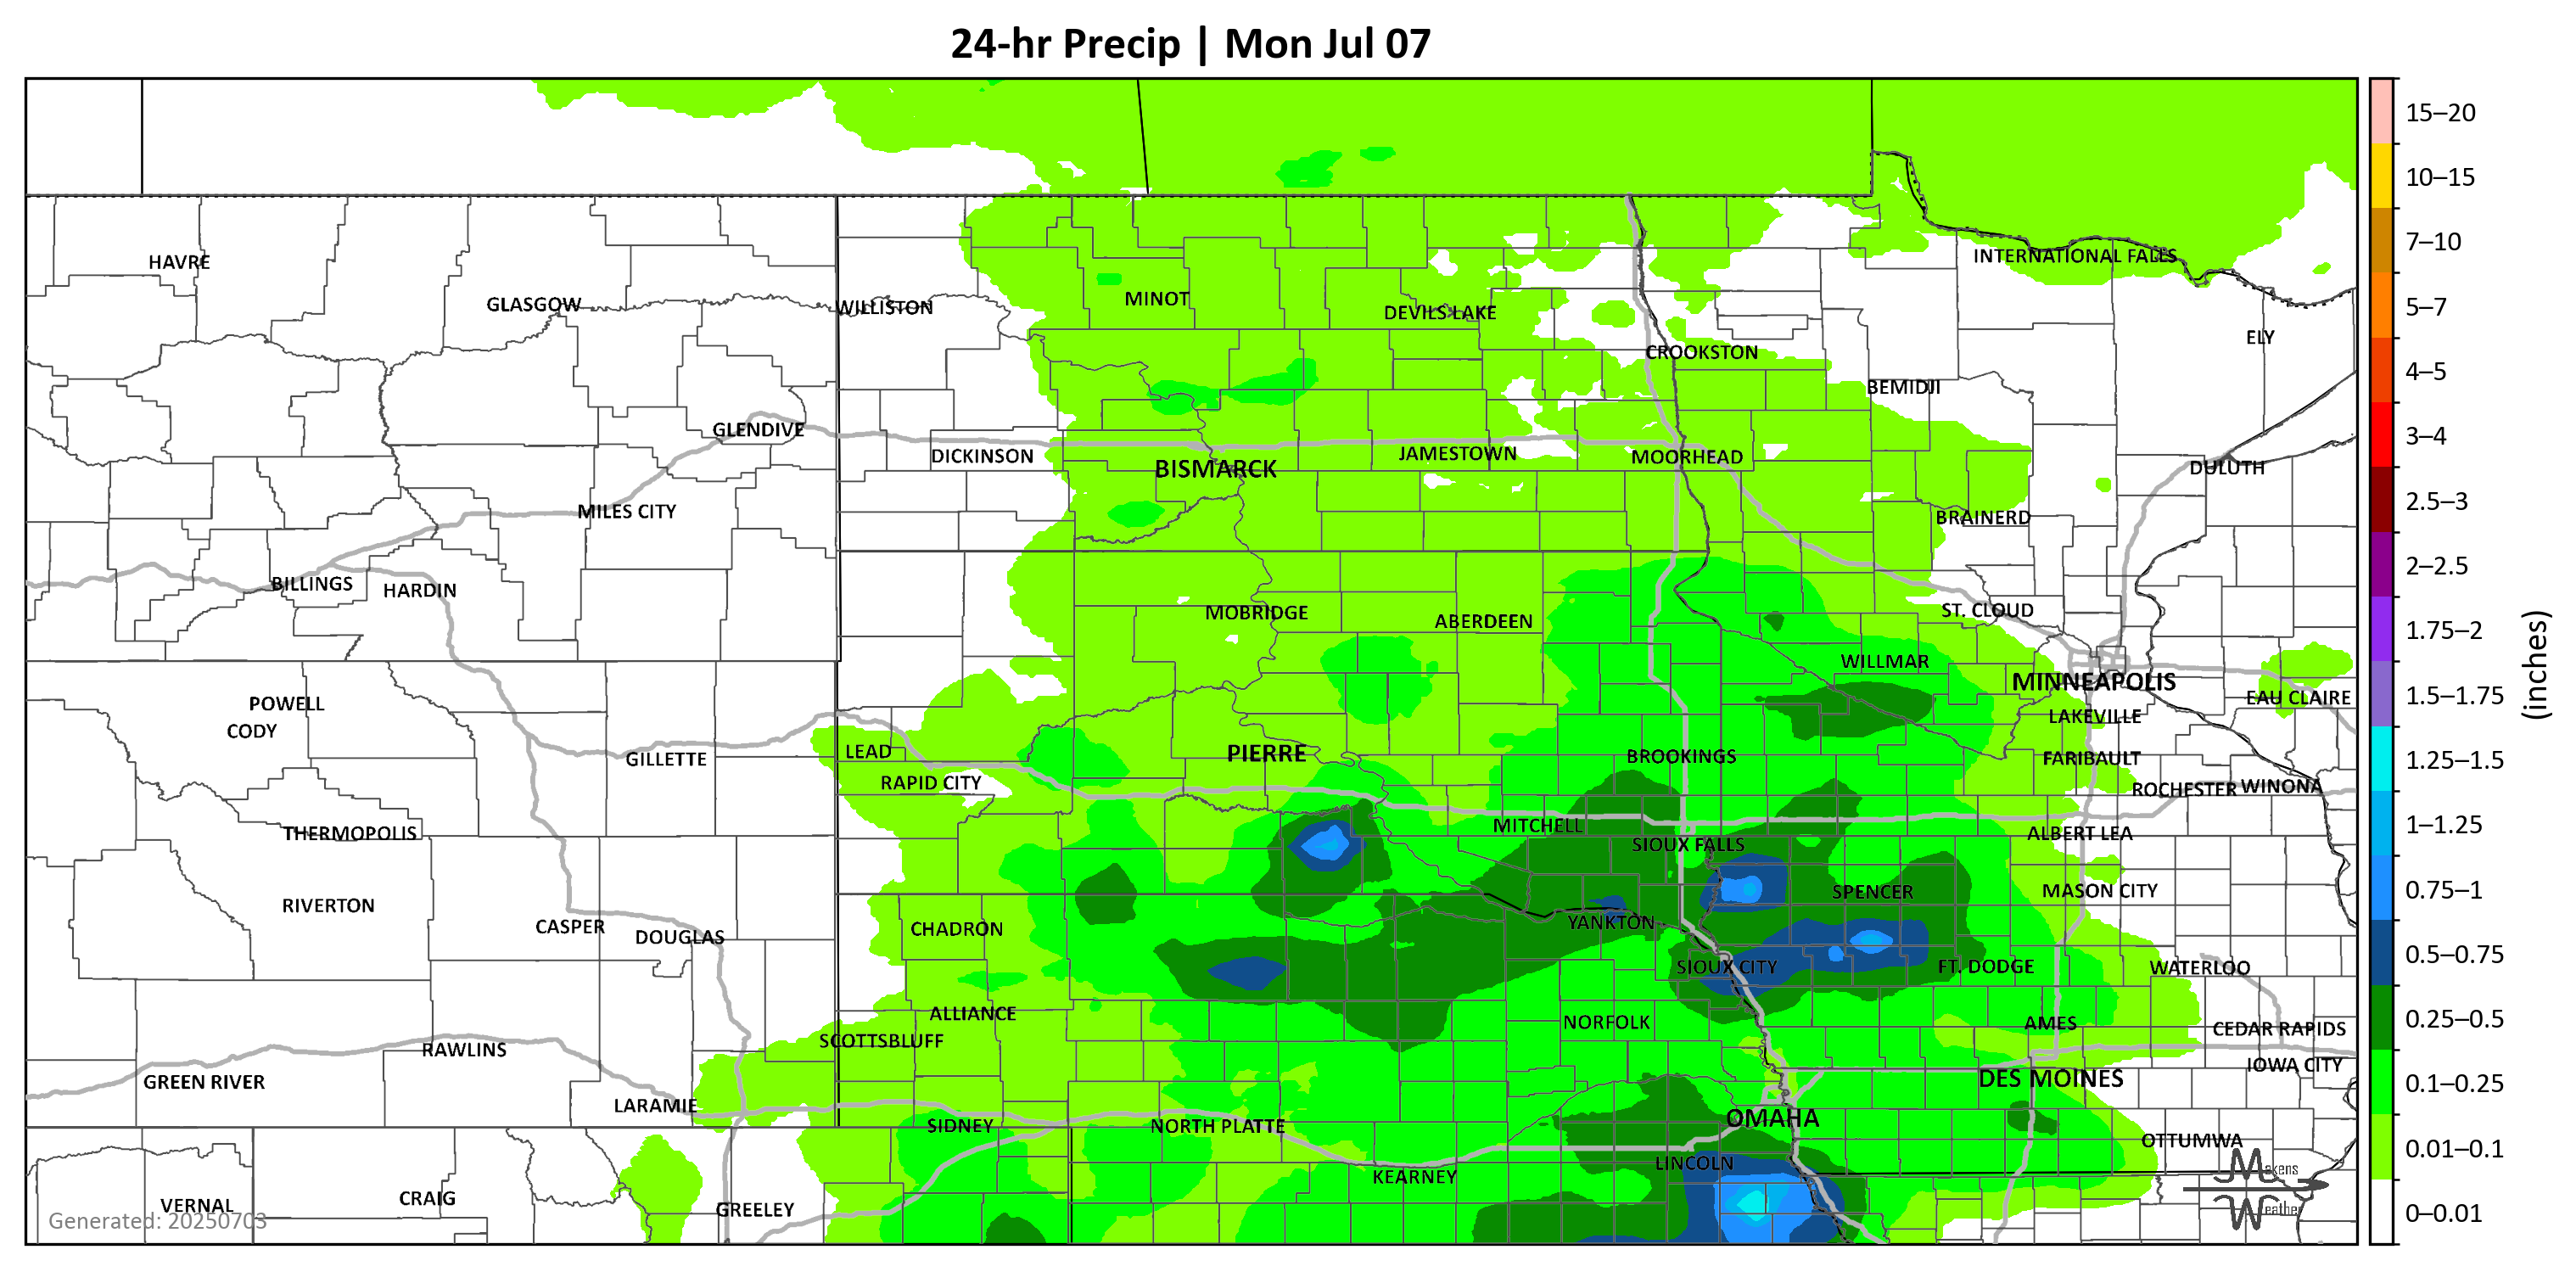 24-hr Precip | Mon Jul 07
15–20
10–15
7–10
5–7
4–5
3–4
2.5–3
2–2.5
1.75–2
1.5–1.75
1.25–1.5
1–1.25
0.75–1
0.5–0.75
0.25–0.5
0.1–0.25
0.01–0.1
0–0.01
(inches)
HAVRE
INTERNATIONAL FALLS
GLASGOW
WILLISTON
MINOT
DEVILS LAKE
ELY
CROOKSTON
BEMIDJI
GLENDIVE
DICKINSON
BISMARCK
JAMESTOWN
MOORHEAD
DULUTH
MILES CITY
BRAINERD
BILLINGS
HARDIN
MOBRIDGE
ABERDEEN
ST. CLOUD
WILLMAR
MINNEAPOLIS
POWELL
EAU CLAIRE
CODY
LAKEVILLE
GILLETTE
LEAD
PIERRE
BROOKINGS
FARIBAULT
RAPID CITY
ROCHESTER
WINONA
THERMOPOLIS
MITCHELL
ALBERT LEA
SIOUX FALLS
RIVERTON
SPENCER
MASON CITY
CASPER
DOUGLAS
CHADRON
YANKTON
SIOUX CITY
FT. DODGE
WATERLOO
ALLIANCE
NORFOLK
AMES
CEDAR RAPIDS
SCOTTSBLUFF
RAWLINS
IOWA CITY
GREEN RIVER
DES MOINES
LARAMIE
SIDNEY
NORTH PLATTE
OMAHA
OTTUMWA
LINCOLN
KEARNEY
VERNAL
CRAIG
GREELEY
Generated: 20250703
Makens
Weather